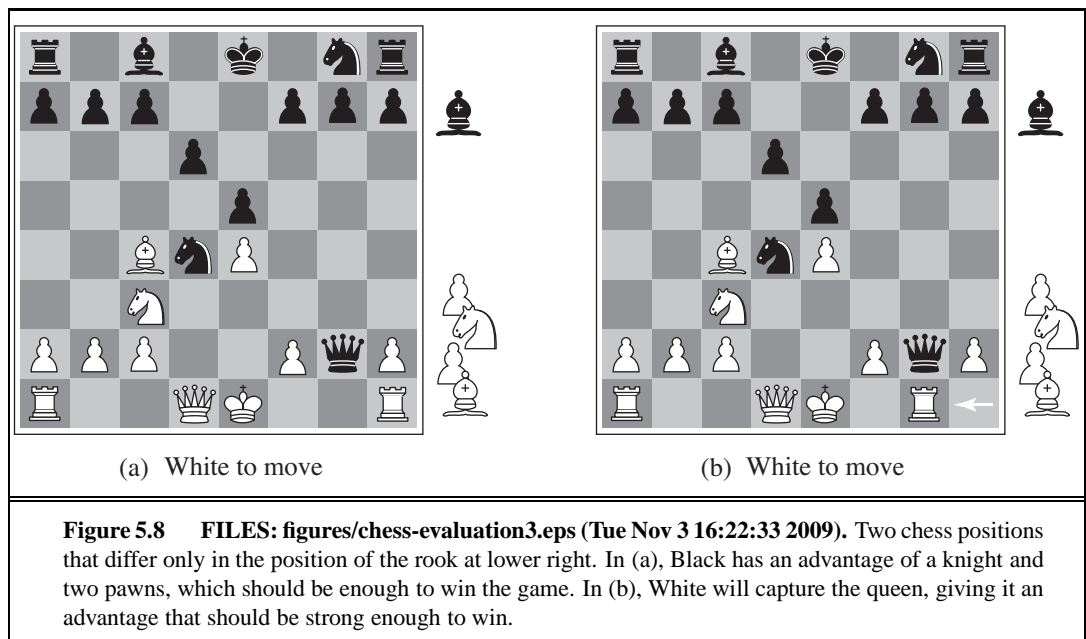 (a) White to move
(b) White to move
Figure 5.8 FILES: figures/chess-evaluation3.eps (Tue Nov 3 16:22:33 2009). Two chess positions
that differ only in the position of the rook at lower right. In (a), Black has an advantage of a knight and
two pawns, which should be enough to win the game. In (b), White will capture the queen, giving it an
advantage that should be strong enough to win.